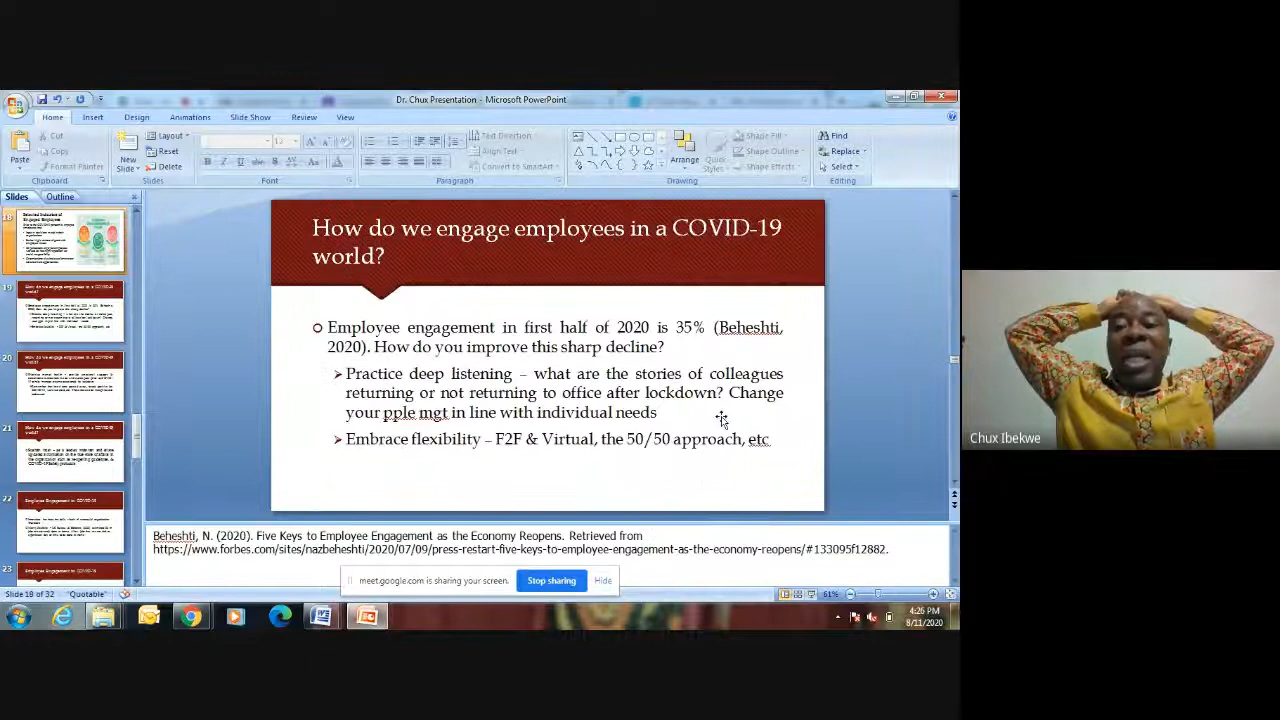 Dr. Chux Presentation - Microsoft PowerPoint
Home Insert Design Animations Slide Show Review View
Cut
Copy
Format Painter
Paste
Clipboard
New
Slide
Layout
Reset
Delete
Slides
Font
Text Direction
Align Text
Convert to SmartArt
Paragraph
Arrange
Quick
Styles
Shape Fill
Shape Outline
Shape Effects
Drawing
Find
Replace
Select
Editing
Slides Outline
18
19
20
21
22
23
How do we engage employees in a COVID-19
world?
Employee engagement in first half of 2020 is 35% (Beheshti,
2020). How do you improve this sharp decline?
Practice deep listening – what are the stories of colleagues
returning or not returning to office after lockdown? Change
your pple mgt in line with individual needs
Embrace flexibility – F2F & Virtual, the 50/50 approach, etc
Beheshti, N. (2020). Five Keys to Employee Engagement as the Economy Reopens. Retrieved from
https://www.forbes.com/sites/nazbeheshti/2020/07/09/press-restart-five-keys-to-employee-engagement-as-the-economy-reopens/#133095f12882.
meet.google.com is sharing your screen. Stop sharing Hide
Slide 18 of 32 "Quotable" 61%
4:26 PM
8/11/2020
Chux Ibekwe